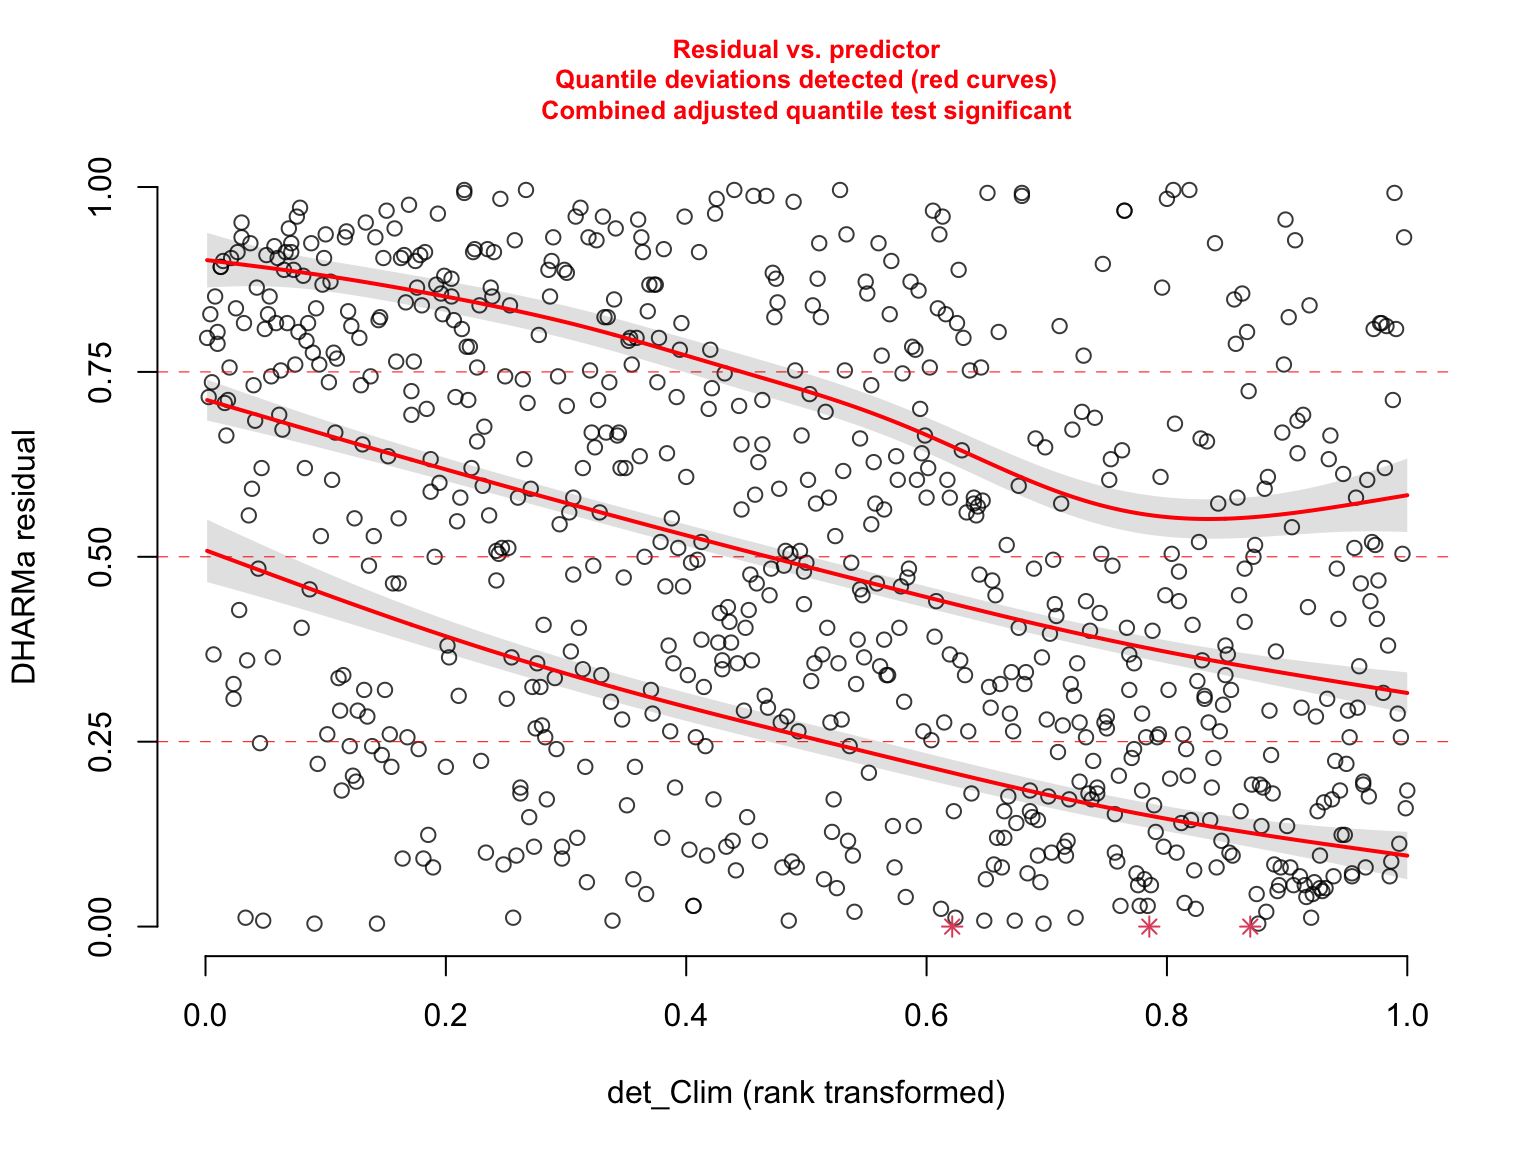 Residual vs. predictor
Quantile deviations detected (red curves)
Combined adjusted quantile test significant
DHARMa residual
1.00
0.75
0.50
0.25
0.00
0.0 0.2 0.4 0.6 0.8 1.0
det_Clim (rank transformed)